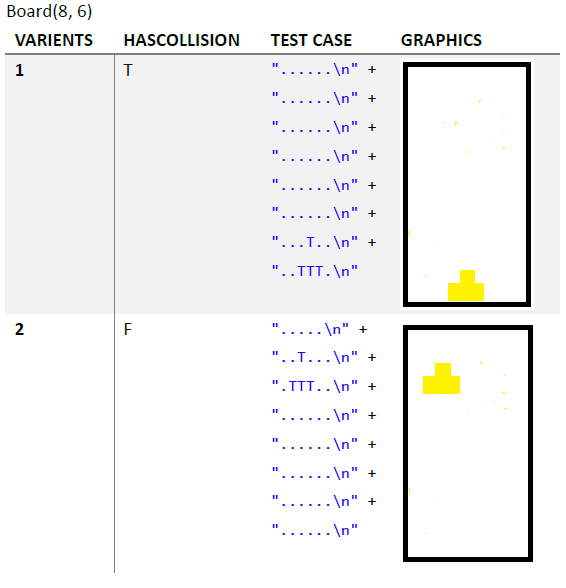 Board(8, 6)
VARIENTS HASCOLLISION TEST CASE GRAPHICS
1 T "......\n" +
"......\n" +
"......\n" +
"......\n" +
"......\n" +
"......\n" +
"...T..\n" +
"..TTT.\n"
2 F ".....\n" +
"..T...\n" +
".TTT..\n" +
"......\n" +
"......\n" +
"......\n" +
"......\n" +
"......\n"